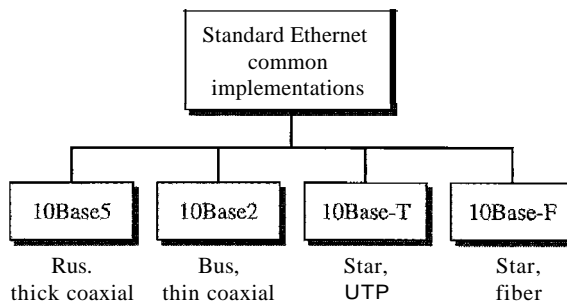 Standard Ethernet
common
implementations
10Base5
10Base2
10Base-T
10Base-F
Rus.
thick coaxial
Bus,
thin coaxial
Star,
UTP
Star,
fiber